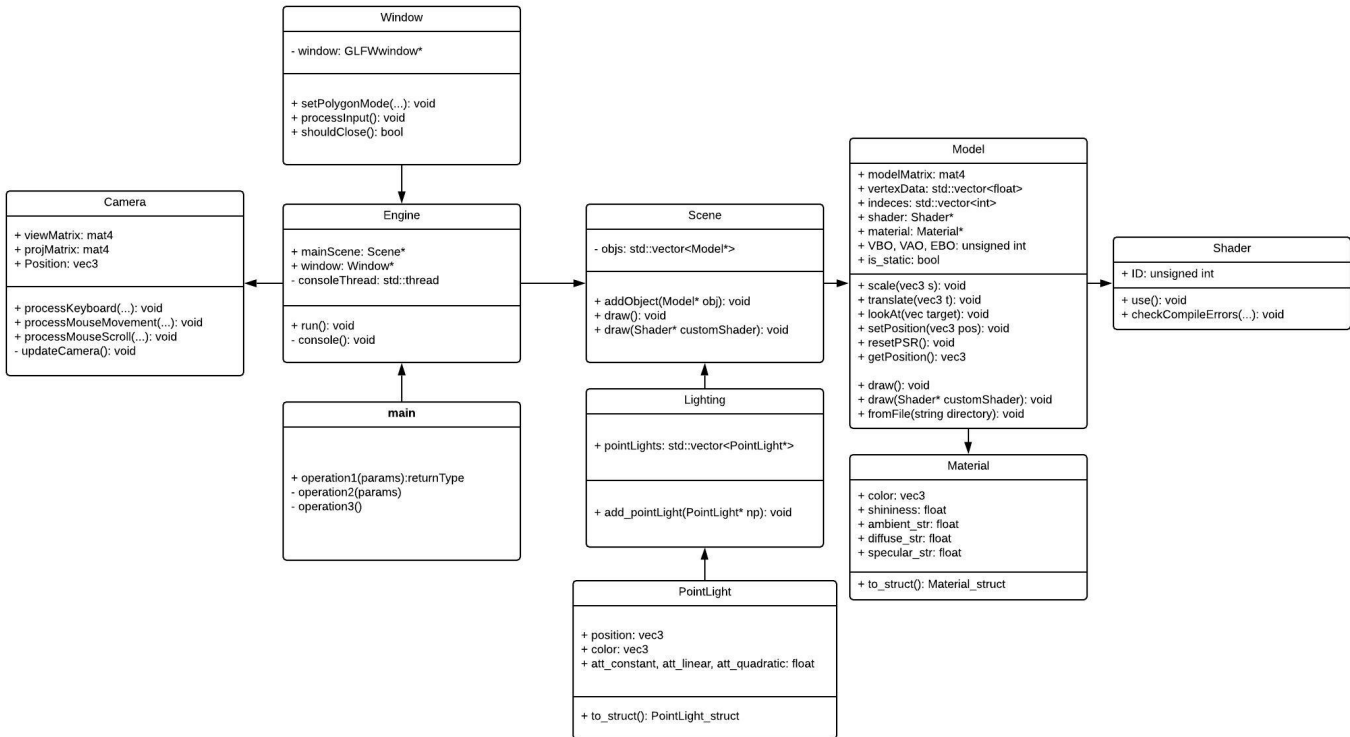 Window
- window: GLFWwindow*
+ setPolygonMode(...): void
+ processInput(): void
+ shouldClose(): bool
Camera
+ viewMatrix: mat4
+ projMatrix: mat4
+ Position: vec3
+ processKeyboard(...): void
+ processMouseMovement(...): void
+ processMouseScroll(...): void
- updateCamera(): void
Engine
+ mainScene: Scene*
+ window: Window*
- consoleThread: std::thread
+ run(): void
- console(): void
main
+ operation1(params):returnType
- operation2(params)
- operation3()
Scene
- objs: std::vector<Model*>
+ addObject(Model* obj): void
+ draw(): void
+ draw(Shader* customShader): void
Lighting
+ pointLights: std::vector<PointLight*>
+ add_pointLight(PointLight* np): void
PointLight
+ position: vec3
+ color: vec3
+ att_constant, att_linear, att_quadratic: float
+ to_struct(): PointLight_struct
Model
+ modelMatrix: mat4
+ vertexData: std::vector<float>
+ indeces: std::vector<int>
+ shader: Shader*
+ material: Material*
+ VBO, VAO, EBO: unsigned int
+ is_static: bool
+ scale(vec3 s): void
+ translate(vec3 t): void
+ lookAt(vec target): void
+ setPosition(vec3 pos): void
+ resetPSR(): void
+ getPosition(): vec3
+ draw(): void
+ draw(Shader* customShader): void
+ fromFile(string directory): void
Material
+ color: vec3
+ shininess: float
+ ambient_str: float
+ diffuse_str: float
+ specular_str: float
+ to_struct(): Material_struct
Shader
+ ID: unsigned int
+ use(): void
+ checkCompileErrors(...): void